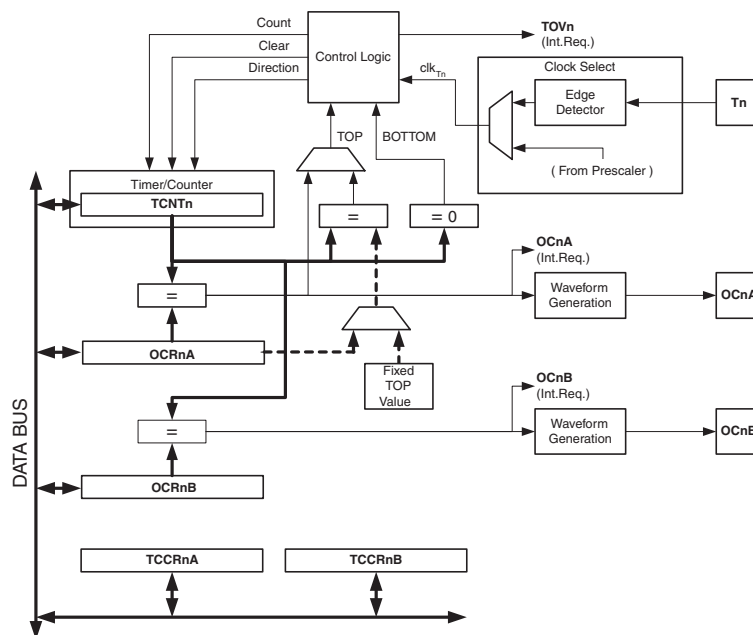 Count
Clear
Direction
Control Logic
TOVn
(Int.Req.)
clkTn
Clock Select
Edge
Detector
Tn
( From Prescaler )
TOP
BOTTOM
Timer/Counter
TCNTn
=
= 0
OCnA
(Int.Req.)
=
Waveform
Generation
OCnA
OCRnA
Fixed
TOP
Value
OCnB
(Int.Req.)
=
Waveform
Generation
OCnB
OCRnB
DATA BUS
TCCRnA
TCCRnB